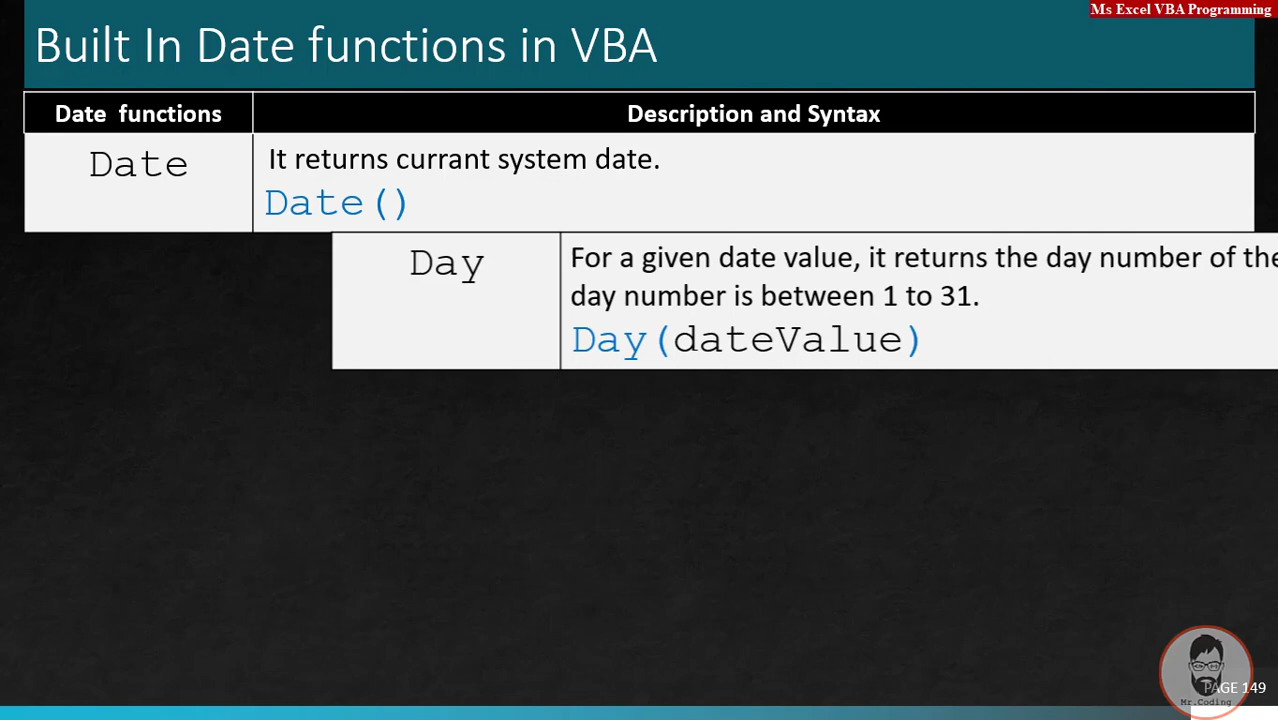 Ms Excel VBA Programming
Built In Date functions in VBA
Date functions
Description and Syntax
Date
It returns currant system date.
Date()
Day
For a given date value, it returns the day number of the
day number is between 1 to 31.
Day(dateValue)
PAGE 149
Mr.Coding